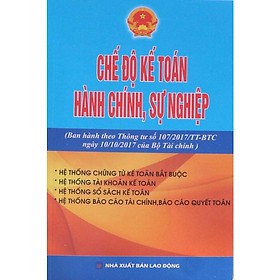 CHẾ ĐỘ KẾ TOÁN
HÀNH CHÍNH, SỰ NGHIỆP
(Ban hành theo Thông tư số 107/2017/TT-BTC
ngày 10/10/2017 của Bộ Tài chính )
* HỆ THỐNG CHỨNG TỪ KẾ TOÁN BẮT BUỘC
* HỆ THỐNG TÀI KHOẢN KẾ TOÁN
* HỆ THỐNG SỔ SÁCH KẾ TOÁN
* HỆ THỐNG BÁO CÁO TÀI CHÍNH,BÁO CÁO QUYẾT TOÁN
NHÀ XUẤT BẢN LAO ĐỘNG